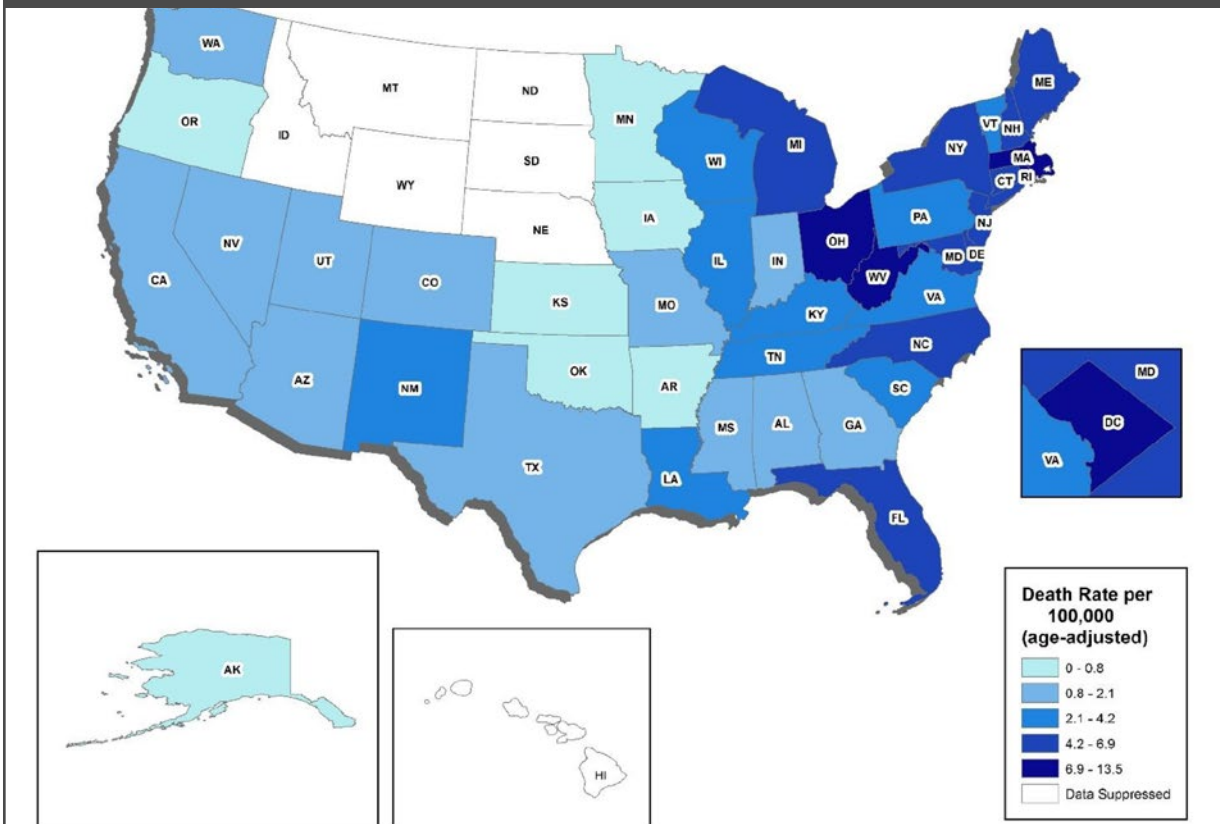 WA
MT
ND
MN
ME
OR
ID
SD
WI
MI
VT
NH
NY
MA
WY
CT
RI
IA
PA
NE
NJ
NV
UT
CO
IL
IN
OH
MD
DE
CA
KS
MO
WV
VA
KY
NC
TN
AZ
NM
OK
AR
SC
MS
AL
GA
TX
LA
FL
MD
DC
VA
AK
HI
Death Rate per
100,000
(age-adjusted)
0 - 0.8
0.8 - 2.1
2.1 - 4.2
4.2 - 6.9
6.9 - 13.5
Data Suppressed